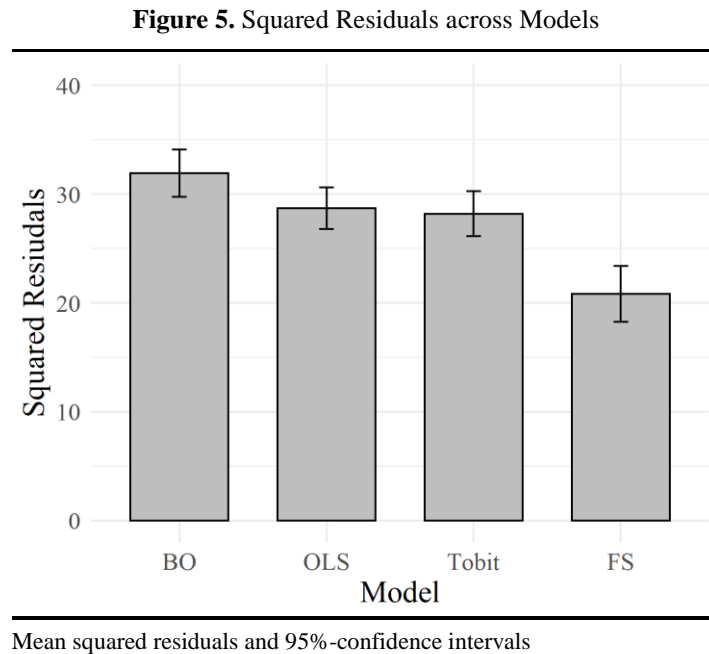 Figure 5. Squared Residuals across Models
40
30
20
10
0
Squared Resiudals
BO OLS Tobit FS
Model
Mean squared residuals and 95%-confidence intervals